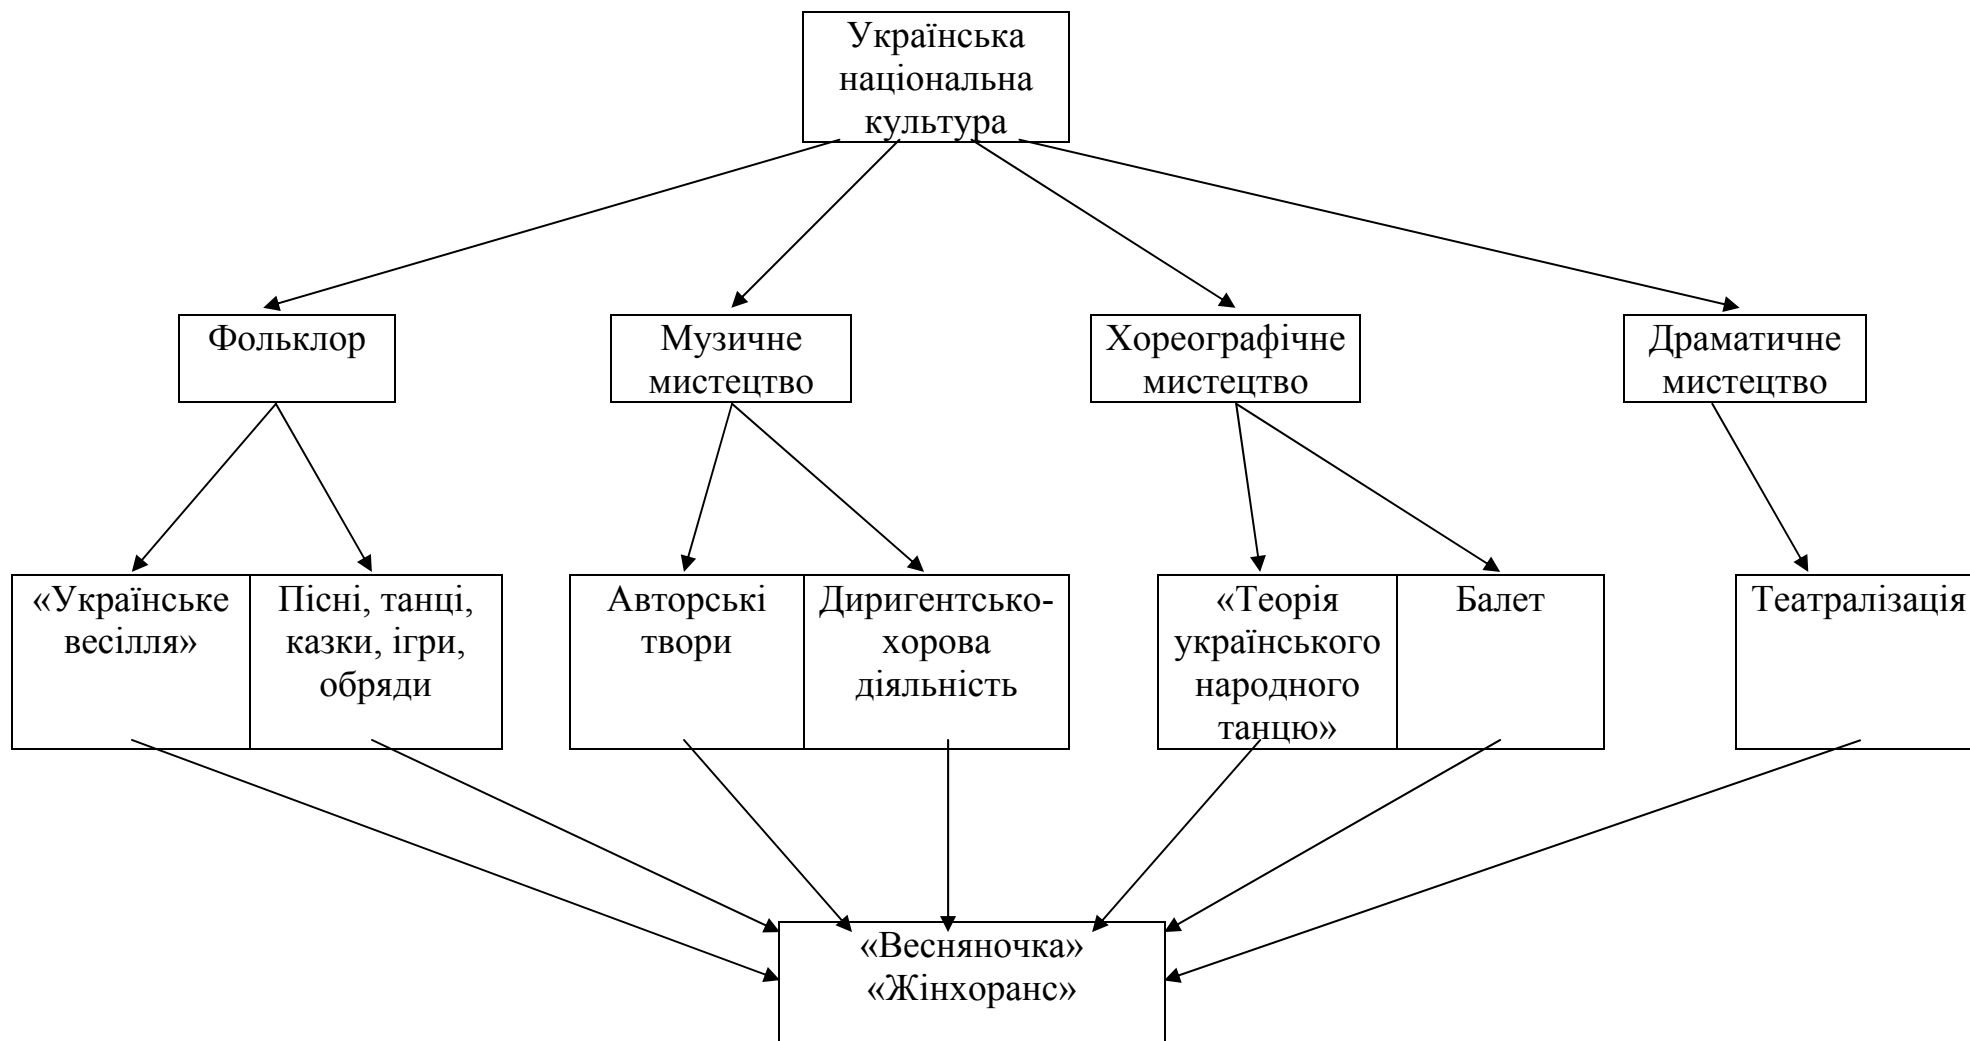 Українська
національна
культура
Фольклор
Музичне
мистецтво
Хореографічне
мистецтво
Драматичне
мистецтво
«Українське
весілля»
Пісні, танці,
казки, ігри,
обряди
Авторські
твори
Диригентсько-
хорова
діяльність
«Теорія
українського
народного
танцю»
Балет
Театралізація
«Весняночка»
«Жінхоранс»